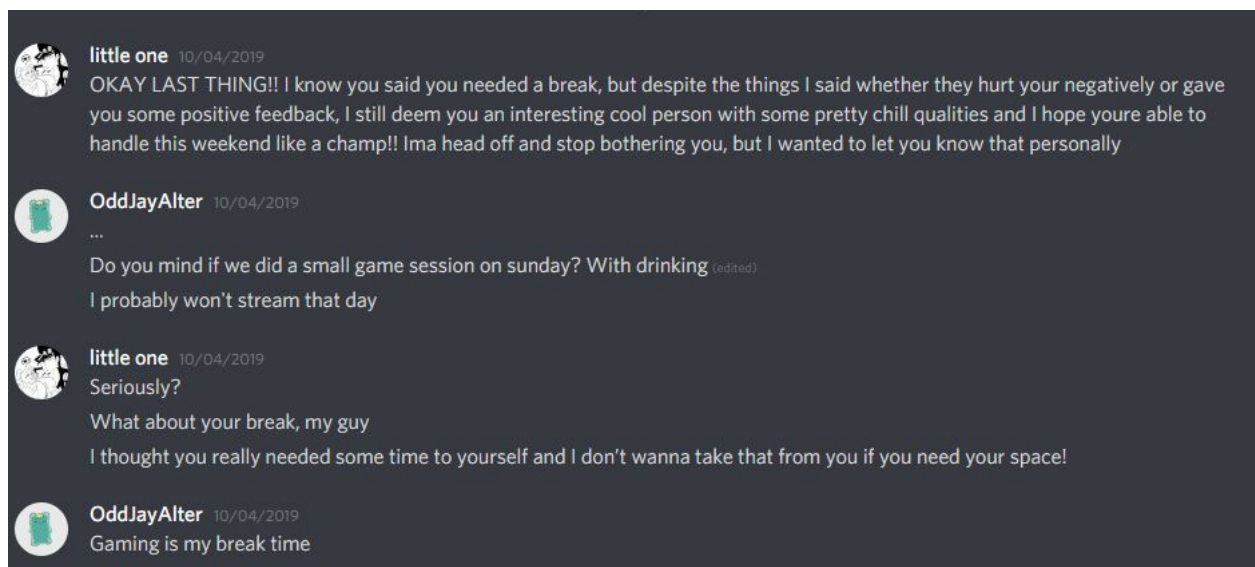 little one 10/04/2019
OKAY LAST THING!! I know you said you needed a break, but despite the things I said whether they hurt your negatively or gave
you some positive feedback, I still deem you an interesting cool person with some pretty chill qualities and I hope youre able to
handle this weekend like a champ!! Ima head off and stop bothering you, but I wanted to let you know that personally
OddJayAlter 10/04/2019
...
Do you mind if we did a small game session on sunday? With drinking (edited)
I probably won't stream that day
little one 10/04/2019
Seriously?
What about your break, my guy
I thought you really needed some time to yourself and I don't wanna take that from you if you need your space!
OddJayAlter 10/04/2019
Gaming is my break time